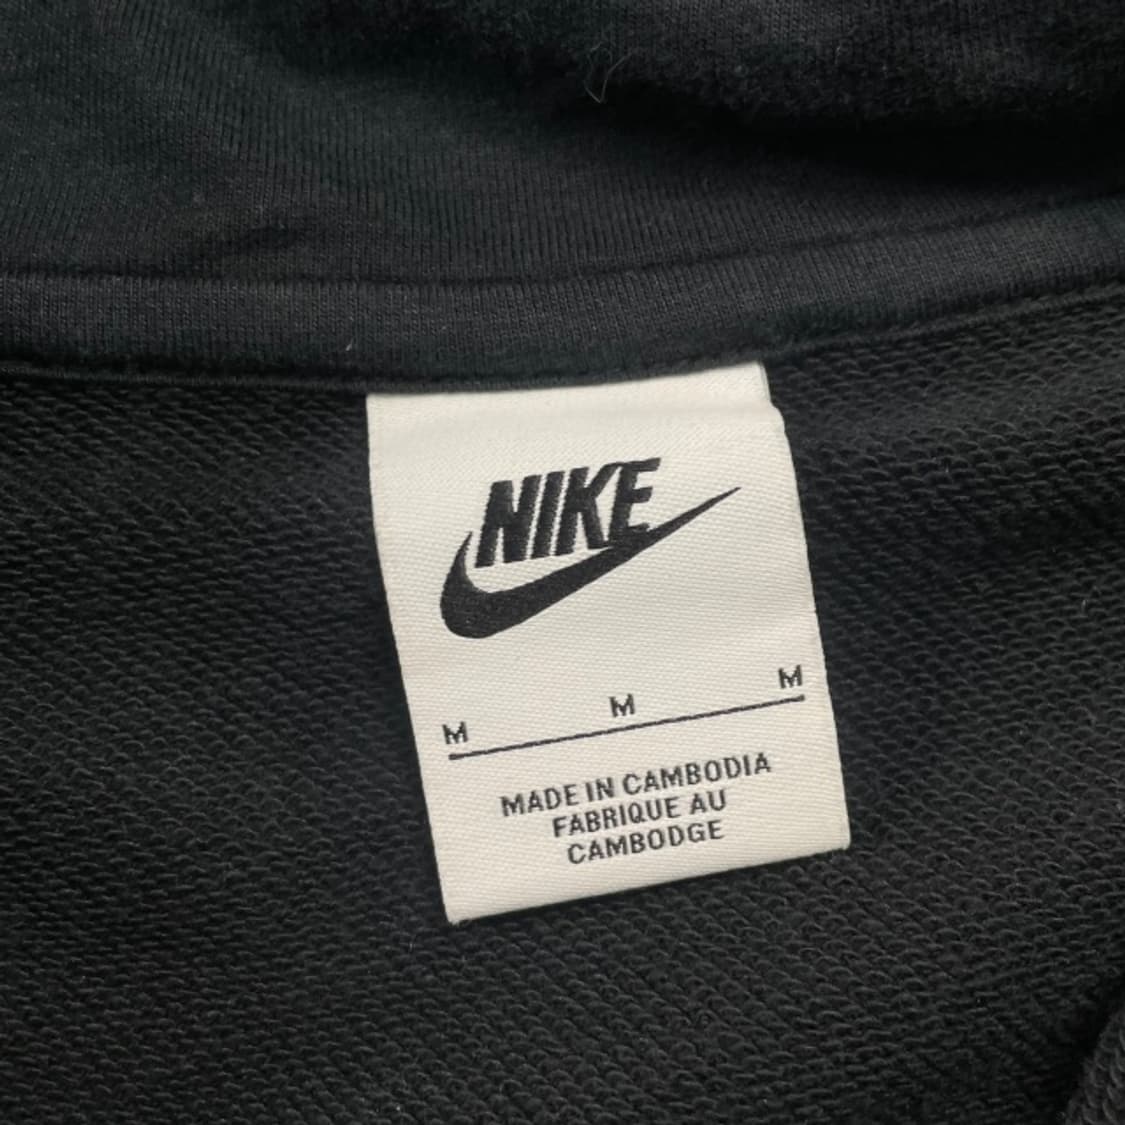 NIKE
M M M
MADE IN CAMBODIA
FABRIQUE AU
CAMBODGE